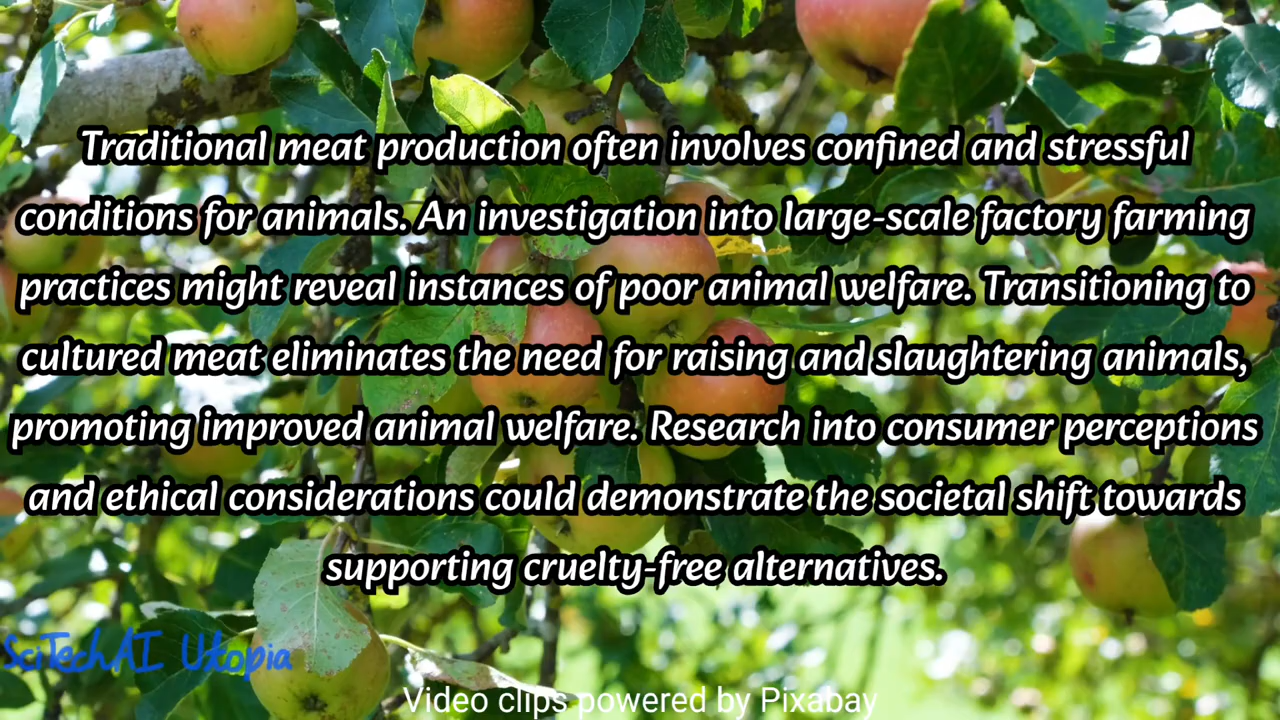 Traditional meat production often involves confined and stressful
conditions for animals. An investigation into large-scale factory farming
practices might reveal instances of poor animal welfare. Transitioning to
cultured meat eliminates the need for raising and slaughtering animals,
promoting improved animal welfare. Research into consumer perceptions
and ethical considerations could demonstrate the societal shift towards
supporting cruelty-free alternatives.
SciTechAI Utopia
Video clips powered by Pixabay